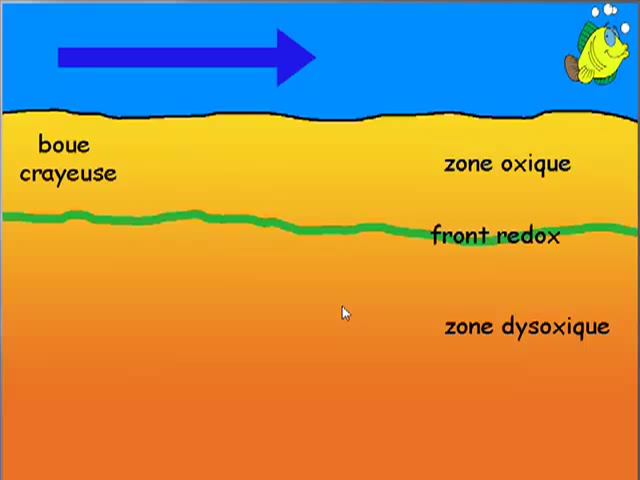 boue
crayeuse
zone oxique
front redox
zone dysoxique